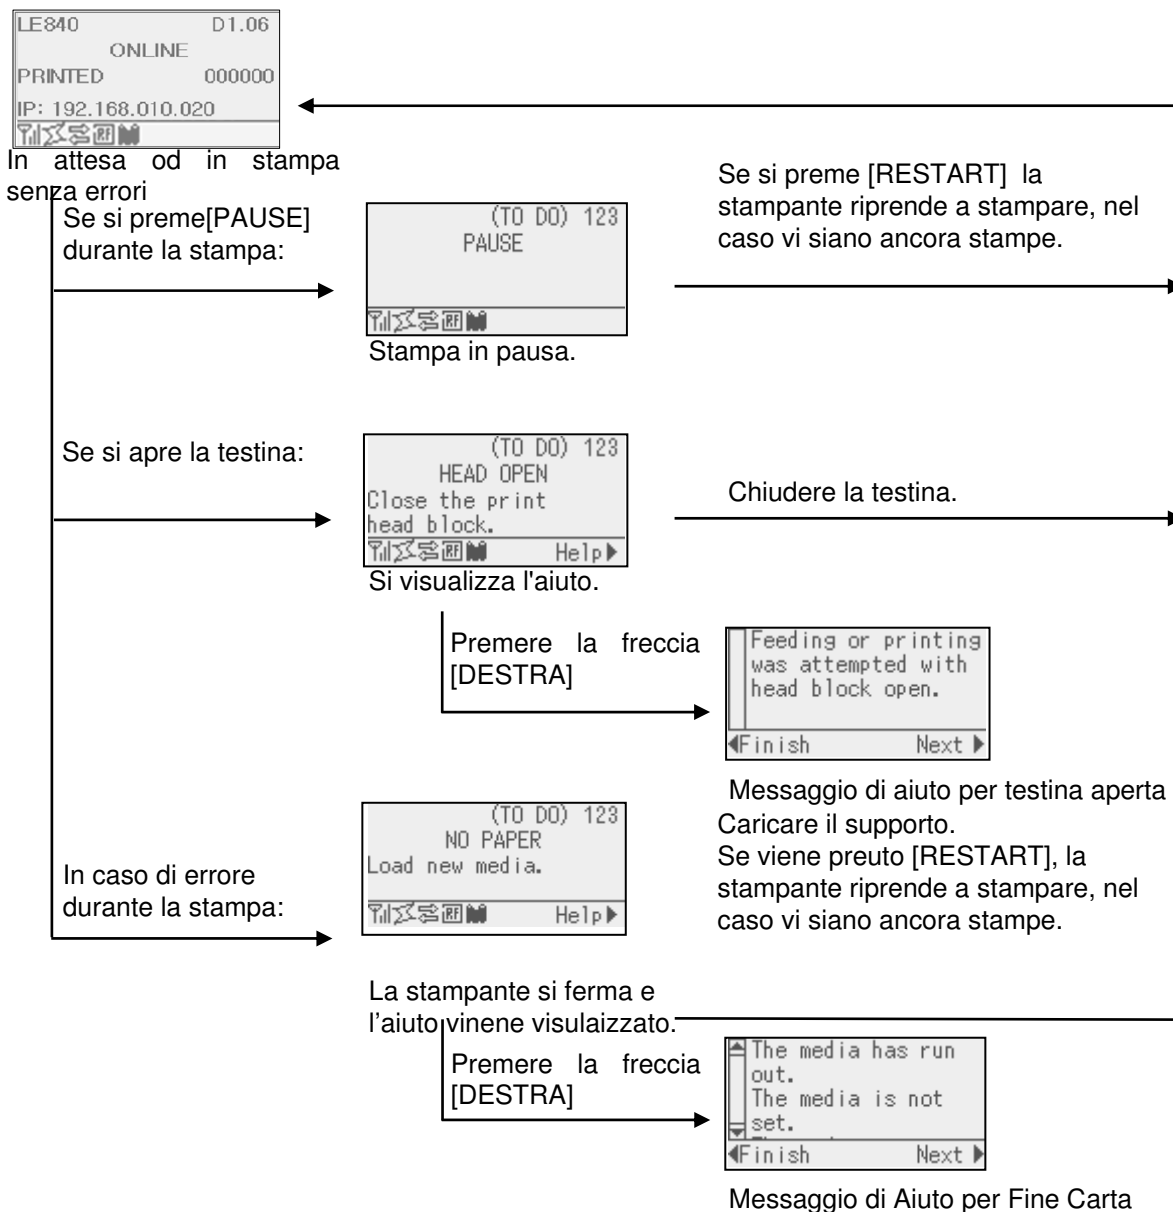 LE840 D1.06
ONLINE
PRINTED 000000
IP: 192.168.010.020
RF
In attesa od in stampa
senza errori
Se si preme[PAUSE]
durante la stampa:
(TO DO) 123
PAUSE
RF
Stampa in pausa.
Se si preme [RESTART] la
stampante riprende a stampare, nel
caso vi siano ancora stampe.
Se si apre la testina:
(TO DO) 123
HEAD OPEN
Close the print
head block.
RF Help
Si visualizza l'aiuto.
Chiudere la testina.
Premere la freccia
[DESTRA]
Feeding or printing
was attempted with
head block open.
Finish Next
Messaggio di aiuto per testina aperta
In caso di errore
durante la stampa:
(TO DO) 123
NO PAPER
Load new media.
RF Help
Caricare il supporto.
Se viene preuto [RESTART], la
stampante riprende a stampare, nel
caso vi siano ancora stampe.
La stampante si ferma e
l’aiuto vinene visulaizzato.
Premere la freccia
[DESTRA]
The media has run
out.
The media is not
set.
Finish Next
Messaggio di Aiuto per Fine Carta